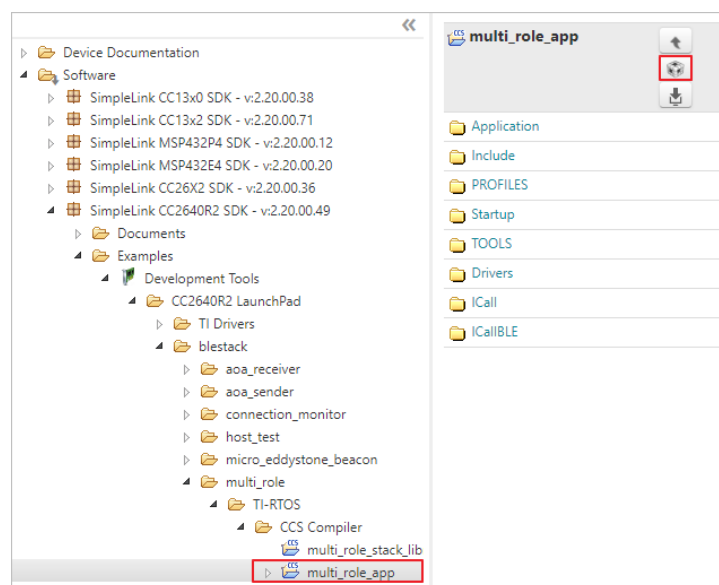 Device Documentation
Software
SimpleLink CC13x0 SDK - v:2.20.00.38
SimpleLink CC13x2 SDK - v:2.20.00.71
SimpleLink MSP432P4 SDK - v:2.20.00.12
SimpleLink MSP432E4 SDK - v:2.20.00.20
SimpleLink CC26X2 SDK - v:2.20.00.36
SimpleLink CC2640R2 SDK - v:2.20.00.49
Documents
Examples
Development Tools
CC2640R2 LaunchPad
TI Drivers
blestack
aoa_receiver
aoa_sender
connection_monitor
host_test
micro_eddystone_beacon
multi_role
TI-RTOS
CCS Compiler
CCS multi_role_stack_lib
CCS multi_role_app
CCS multi_role_app
Application
Include
PROFILES
Startup
TOOLS
Drivers
ICall
ICallBLE